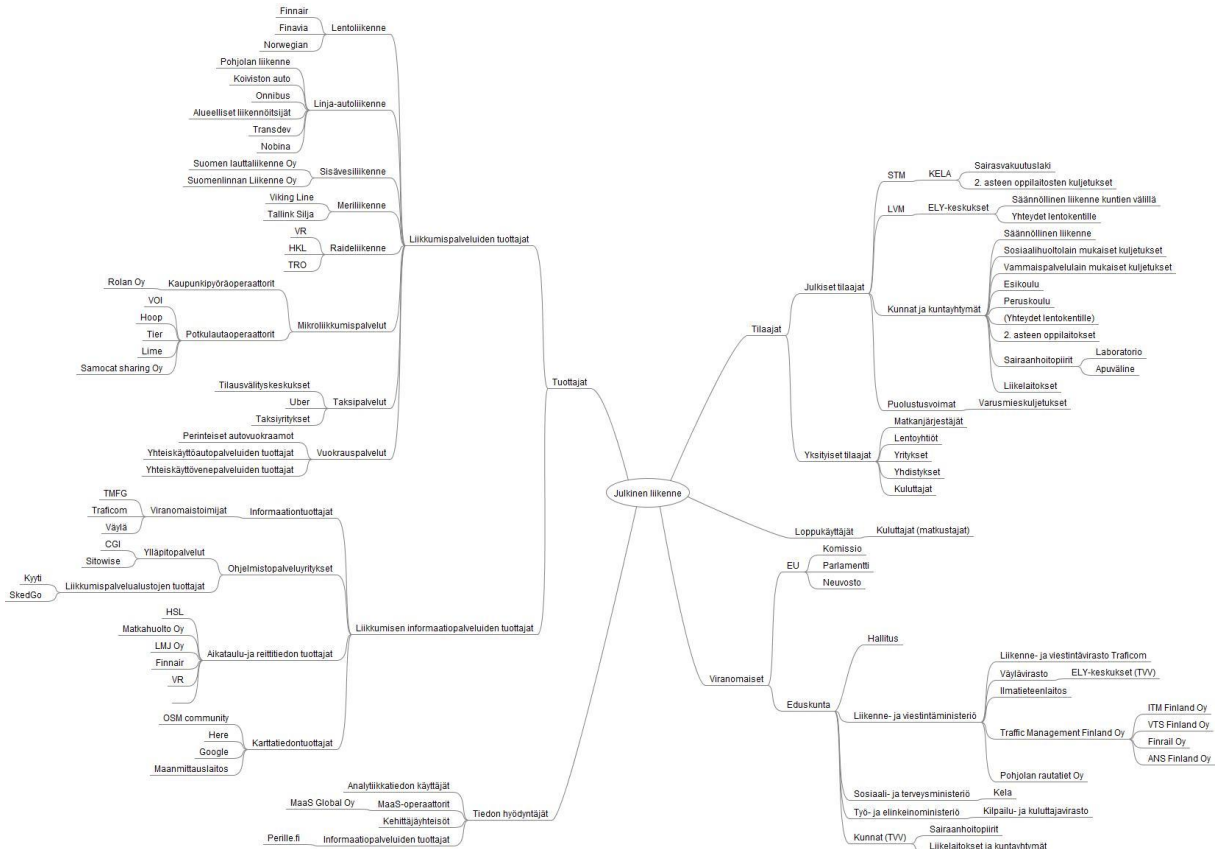 Julkinen liikenne
Tuottajat
Liikkumispalveluiden tuottajat
Lentoliikenne
Finnair
Finavia
Norwegian
Linja-autoliikenne
Pohjolan liikenne
Koiviston auto
Onnibus
Alueelliset liikennöitsijät
Transdev
Nobina
Sisävesiliikenne
Suomen lauttaliikenne Oy
Suomenlinnan Liikenne Oy
Meriliikenne
Viking Line
Tallink Silja
Raideliikenne
VR
HKL
TRO
Mikroliikkumispalvelut
Kaupunkipyöräoperaattorit
Rolan Oy
Potkulautaoperaattorit
VOI
Hoop
Tier
Lime
Samocat sharing Oy
Taksipalvelut
Tilausvälityskeskukset
Uber
Taksiyritykset
Vuokrauspalvelut
Perinteiset autovuokraamot
Yhteiskäyttöautopalveluiden tuottajat
Yhteiskäyttövenepalveluiden tuottajat
Liikkumisen informaatiopalveluiden tuottajat
Informaationtuottajat
Viranomaistoimijat
TMFG
Traficom
Väylä
Ohjelmistopalveluyritykset
Ylläpitopalvelut
CGI
Sitowise
Liikkumispalvelualustojen tuottajat
Kyyti
SkedGo
Aikataulu-ja reittitiedon tuottajat
HSL
Matkahuolto Oy
LMJ Oy
Finnair
VR
Karttatiedontuottajat
OSM community
Here
Google
Maanmittauslaitos
Tiedon hyödyntäjät
Analytiikkatiedon käyttäjät
MaaS-operaattorit
MaaS Global Oy
Kehittäjäyhteisöt
Informaatiopalveluiden tuottajat
Perille.fi
Tilaajat
Julkiset tilaajat
STM
KELA
Sairasvakuutuslaki
2. asteen oppilaitosten kuljetukset
LVM
ELY-keskukset
Säännöllinen liikenne kuntien välillä
Yhteydet lentokentille
Kunnat ja kuntayhtymät
Säännöllinen liikenne
Sosiaalihuoltolain mukaiset kuljetukset
Vammaispalvelulain mukaiset kuljetukset
Esikoulu
Peruskoulu
(Yhteydet lentokentille)
2. asteen oppilaitokset
Sairaanhoitopiirit
Laboratorio
Apuväline
Liikelaitokset
Puolustusvoimat
Varusmieskuljetukset
Yksityiset tilaajat
Matkanjärjestäjät
Lentoyhtiöt
Yritykset
Yhdistykset
Kuluttajat
Loppukäyttäjät
Kuluttajat (matkustajat)
Viranomaiset
EU
Komissio
Parlamentti
Neuvosto
Eduskunta
Hallitus
Liikenne- ja viestintäministeriö
Liikenne- ja viestintävirasto Traficom
Väylävirasto
ELY-keskukset (TVV)
Ilmatieteenlaitos
Traffic Management Finland Oy
ITM Finland Oy
VTS Finland Oy
Finrail Oy
ANS Finland Oy
Pohjolan rautatiet Oy
Sosiaali- ja terveysministeriö
Kela
Työ- ja elinkeinoministeriö
Kilpailu- ja kuluttajavirasto
Kunnat (TVV)
Sairaanhoitopiirit
Liikelaitokset ja kuntayhtymät